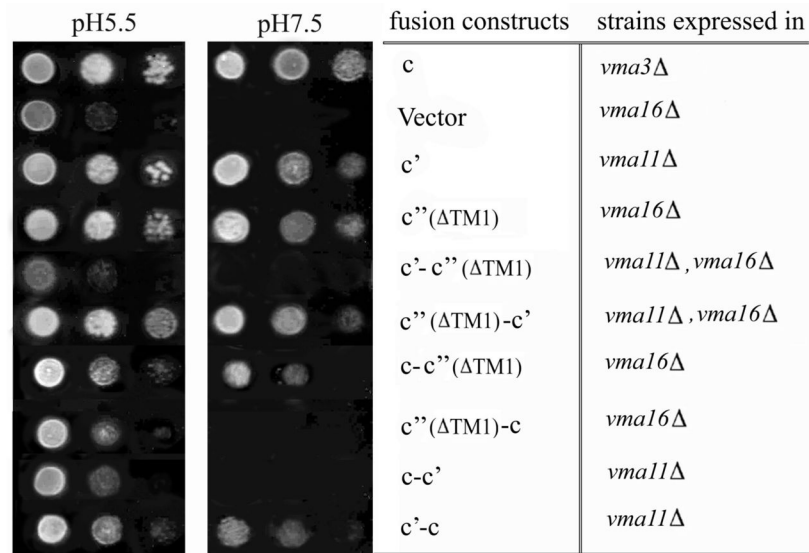 pH5.5 pH7.5 fusion constructs strains expressed in
c vma3Δ
Vector vma16Δ
c’ vma11Δ
c”(ΔTM1) vma16Δ
c’-c”(ΔTM1) vma11Δ,vma16Δ
c”(ΔTM1)-c’ vma11Δ,vma16Δ
c-c”(ΔTM1) vma16Δ
c”(ΔTM1)-c vma16Δ
c-c’ vma11Δ
c’-c vma11Δ